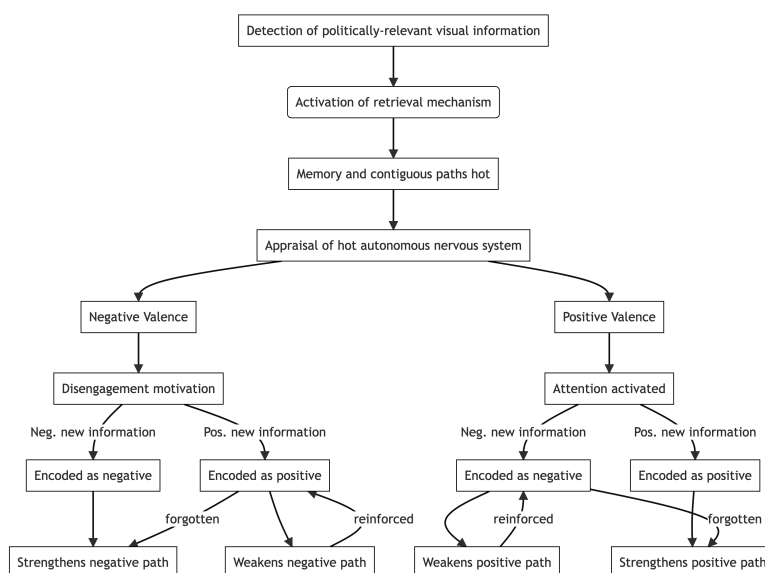 Detection of politically-relevant visual information
Activation of retrieval mechanism
Memory and contiguous paths hot
Appraisal of hot autonomous nervous system
Negative Valence
Positive Valence
Disengagement motivation
Attention activated
Neg. new information
Pos. new information
Neg. new information
Pos. new information
Encoded as negative
Encoded as positive
Encoded as negative
Encoded as positive
forgotten
reinforced
reinforced
forgotten
Strengthens negative path
Weakens negative path
Weakens positive path
Strengthens positive path